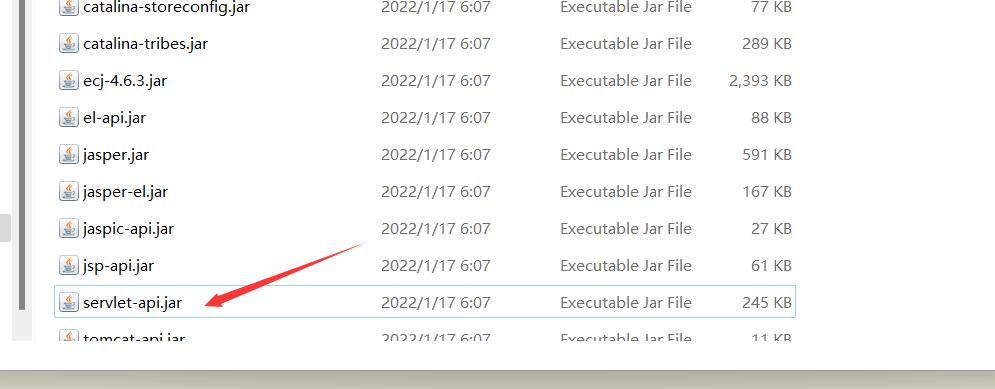 catalina-storeconfig.jar 2022/1/17 6:07 Executable Jar File 77 KB
catalina-tribes.jar 2022/1/17 6:07 Executable Jar File 289 KB
ecj-4.6.3.jar 2022/1/17 6:07 Executable Jar File 2,393 KB
el-api.jar 2022/1/17 6:07 Executable Jar File 88 KB
jasper.jar 2022/1/17 6:07 Executable Jar File 591 KB
jasper-el.jar 2022/1/17 6:07 Executable Jar File 167 KB
jaspic-api.jar 2022/1/17 6:07 Executable Jar File 27 KB
jsp-api.jar 2022/1/17 6:07 Executable Jar File 61 KB
servlet-api.jar 2022/1/17 6:07 Executable Jar File 245 KB
tomcat-api.jar 2022/1/17 6:07 Executable Jar File 11 KB